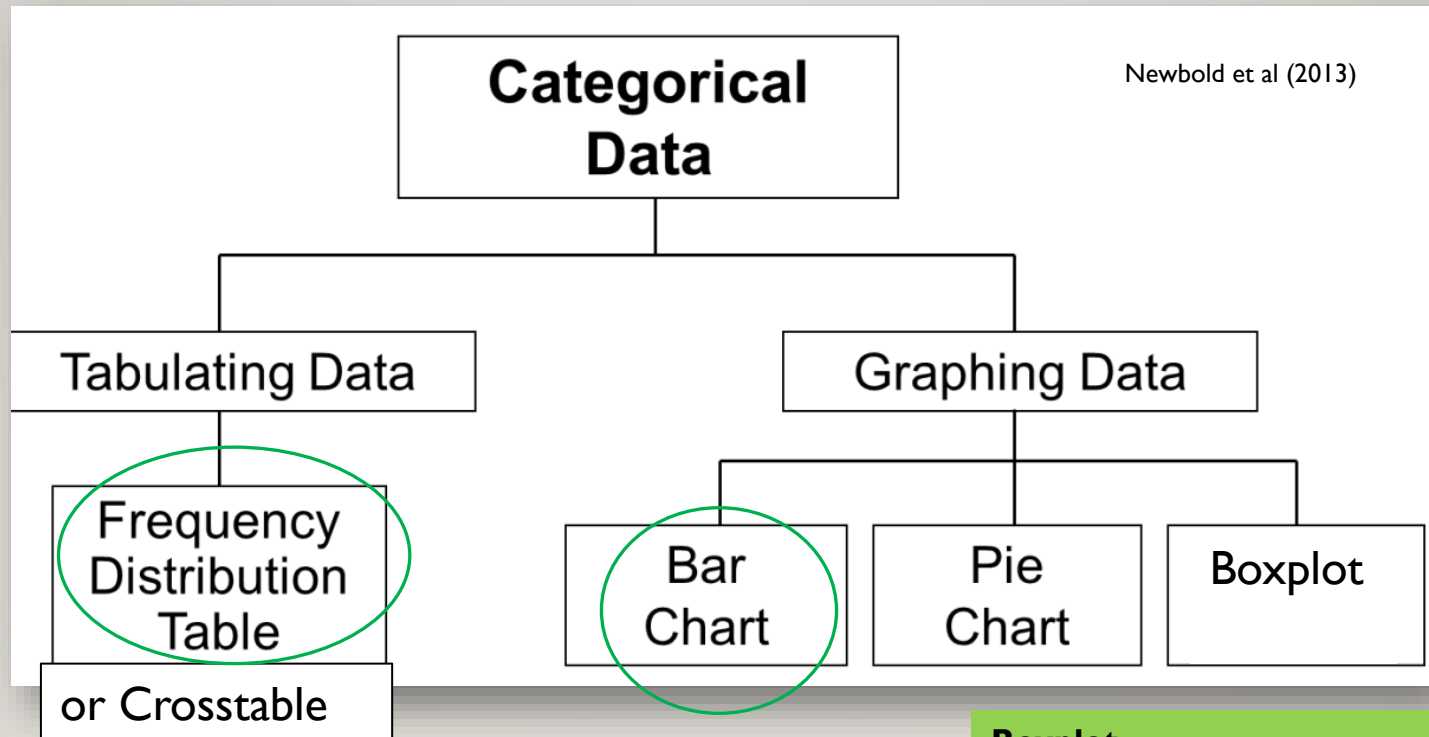 Categorical
Data
Newbold et al (2013)
Tabulating Data
Graphing Data
Frequency
Distribution
Table
or Crosstable
Bar
Chart
Pie
Chart
Boxplot
Boxplot